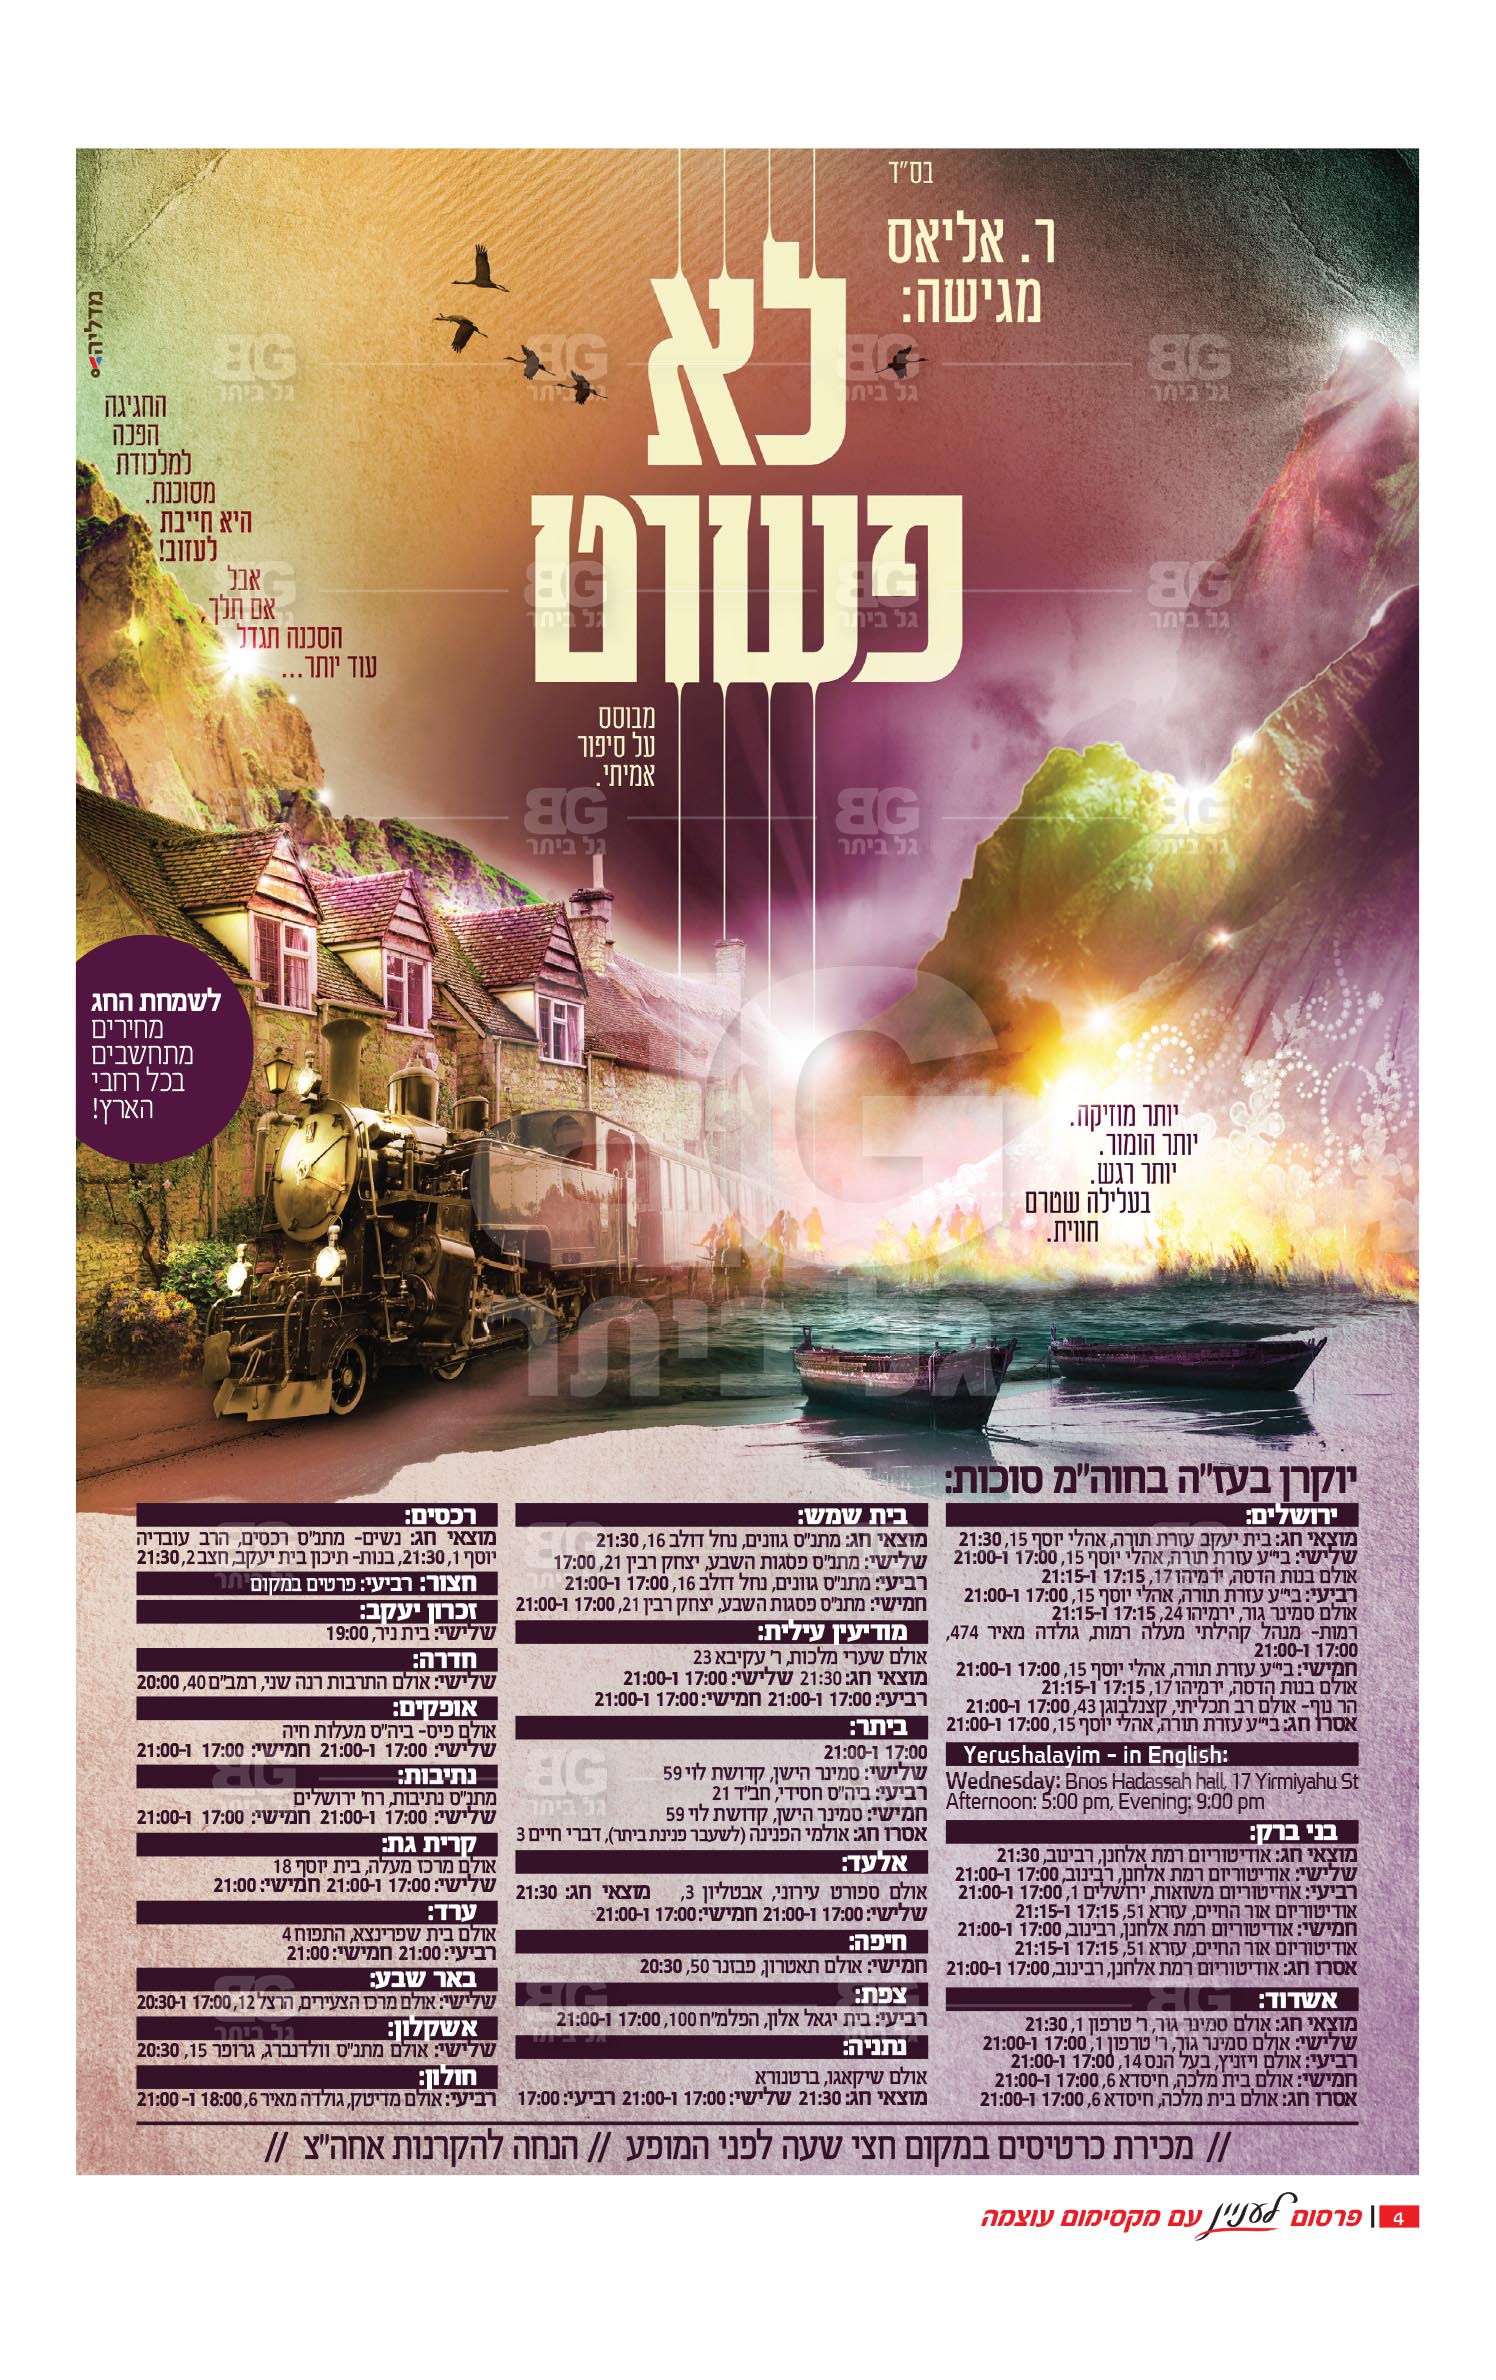 בס"ד
ר. אליאס
מגישה:
לא
פשוט
מבוסס
על סיפור
אמיתי.
מדליה
החגיגה
הפכה
למלכודת
מסוכנת.
היא חייבת
לעזוב!
אבל
אם תלך,
הסכנה תגדל
עוד יותר...
לשמחת החג
מחירים
מתחשבים
בכל רחבי
הארץ!
יותר מוזיקה.
יותר הומור.
יותר רגש.
בעלילה שטרם
חווית.
יוקרן בעז"ה בחוה"מ סוכות:
ירושלים:
מוצאי חג: בית יעקב עזרת תורה, אהלי יוסף 15, 21:30
שלישי: בי"ע עזרת תורה, אהלי יוסף 15, 17:00 ו-21:00
אולם בנות הדסה, ירמיהו 17, 17:15 ו-21:15
רביעי: בי"ע עזרת תורה, אהלי יוסף 15, 17:00 ו-21:00
אולם סמינר גור, ירמיהו 24, 17:15 ו-21:15
רמות- מנהל קהילתי מעלה רמות, גולדה מאיר 474,
17:00 ו-21:00
חמישי: בי"ע עזרת תורה, אהלי יוסף 15, 17:00 ו-21:00
אולם בנות הדסה, ירמיהו 17, 17:15 ו-21:15
הר נוף- אולם רב תכליתי, קצנלבוגן 43, 17:00 ו-21:00
אסרו חג: בי"ע עזרת תורה, אהלי יוסף 15, 17:00 ו-21:00
Yerushalayim - in English:
Wednesday: Bnos Hadassah hall, 17 Yirmiyahu St
Afternoon: 5:00 pm, Evening: 9:00 pm
בני ברק:
מוצאי חג: אודיטוריום רמת אלחנן, רבינוב, 21:30
שלישי: אודיטוריום רמת אלחנן, רבינוב, 17:00 ו-21:00
רביעי: אודיטוריום משואות, ירושלים 1, 17:00 ו-21:00
אודיטוריום אור החיים, עזרא 51, 17:15 ו-21:15
חמישי: אודיטוריום רמת אלחנן, רבינוב, 17:00 ו-21:00
אודיטוריום אור החיים, עזרא 51, 17:15 ו-21:15
אסרו חג: אודיטוריום רמת אלחנן, רבינוב, 17:00 ו-21:00
אשדוד:
מוצאי חג: אולם סמינר גור, ר' טרפון 1, 21:30
שלישי: אולם סמינר גור, ר' טרפון 1, 17:00 ו-21:00
רביעי: אולם ויזניץ, בעל הנס 14, 17:00 ו-21:00
חמישי: אולם בית מלכה, חיסדא 6, 17:00 ו-21:00
אסרו חג: אולם בית מלכה, חיסדא 6, 17:00 ו-21:00
בית שמש:
מוצאי חג: מתנ"ס גוונים, נחל דולב 16, 21:30
שלישי: מתנ"ס פסגות השבע, יצחק רבין 21, 17:00
רביעי: מתנ"ס גוונים, נחל דולב 16, 17:00 ו-21:00
חמישי: מתנ"ס פסגות השבע, יצחק רבין 21, 17:00 ו-21:00
מודיעין עילית:
אולם שערי מלכות, ר' עקיבא 23
מוצאי חג: 21:30 שלישי: 17:00 ו-21:00
רביעי: 17:00 ו-21:00 חמישי: 17:00 ו-21:00
ביתר:
17:00 ו-21:00
שלישי: סמינר הישן, קדושת לוי 59
רביעי: ביה"ס חסידי, חב"ד 21
חמישי: סמינר הישן, קדושת לוי 59
אסרו חג: אולמי הפנינה (לשעבר פנינת ביתר), דברי חיים 3
אלעד:
אולם ספורט עירוני, אבטליון 3, מוצאי חג: 21:30
שלישי: 17:00 ו-21:00 חמישי: 17:00 ו-21:00
חיפה:
חמישי: אולם תאטרון, פבזנר 50, 20:30
צפת:
רביעי: בית יגאל אלון, הפלמ"ח 100, 17:00 ו-21:00
נתניה:
אולם שיקאגו, ברטנורא
מוצאי חג: 21:30 שלישי: 17:00 ו-21:00 רביעי: 17:00
רכסים:
מוצאי חג: נשים- מתנ"ס רכסים, הרב עובדיה
יוסף 1, 21:30, בנות- תיכון בית יעקב, חצב 2, 21:30
חצור: רביעי: פרטים במקום
זכרון יעקב:
שלישי: בית ניר, 19:00
חדרה:
שלישי: אולם התרבות רנה שני, רמב"ם 40, 20:00
אופקים:
אולם פיס- ביה"ס מעלות חיה
שלישי: 17:00 ו-21:00 חמישי: 17:00 ו-21:00
נתיבות:
מתנ"ס נתיבות, רח' ירושלים
שלישי: 17:00 ו-21:00 חמישי: 17:00 ו-21:00
קרית גת:
אולם מרכז מעלה, בית יוסף 18
שלישי: 17:00 ו-21:00 חמישי: 21:00
ערד:
אולם בית שפרינצא, התפוח 4
רביעי: 21:00 חמישי: 21:00
באר שבע:
שלישי: אולם מרכז הצעירים, הרצל 12, 17:00 ו-20:30
אשקלון:
שלישי: אולם מתנ"ס וולדנברג, גרופר 15, 20:30
חולון:
רביעי: אולם מדיטק, גולדה מאיר 6, 18:00 ו- 21:00
// מכירת כרטיסים במקום חצי שעה לפני המופע // הנחה להקרנות אחה"צ //
4 | פרסום לעניין עם מקסימום עוצמה
BG
גל ביתר